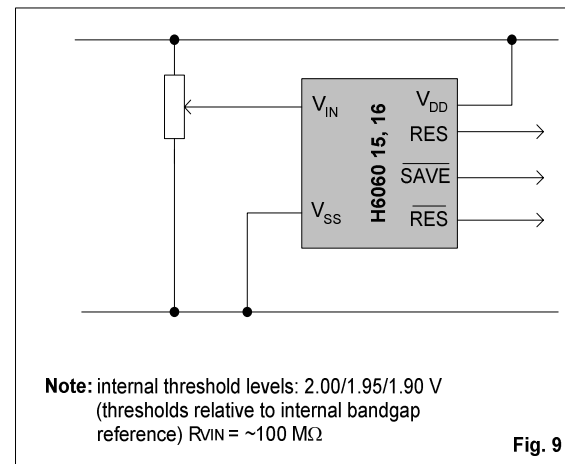 V_IN
V_DD
RES
SAVE
V_SS
RES
H6060 15, 16
Note: internal threshold levels: 2.00/1.95/1.90 V
(thresholds relative to internal bandgap
reference) RVIN = ~100 MΩ
Fig. 9